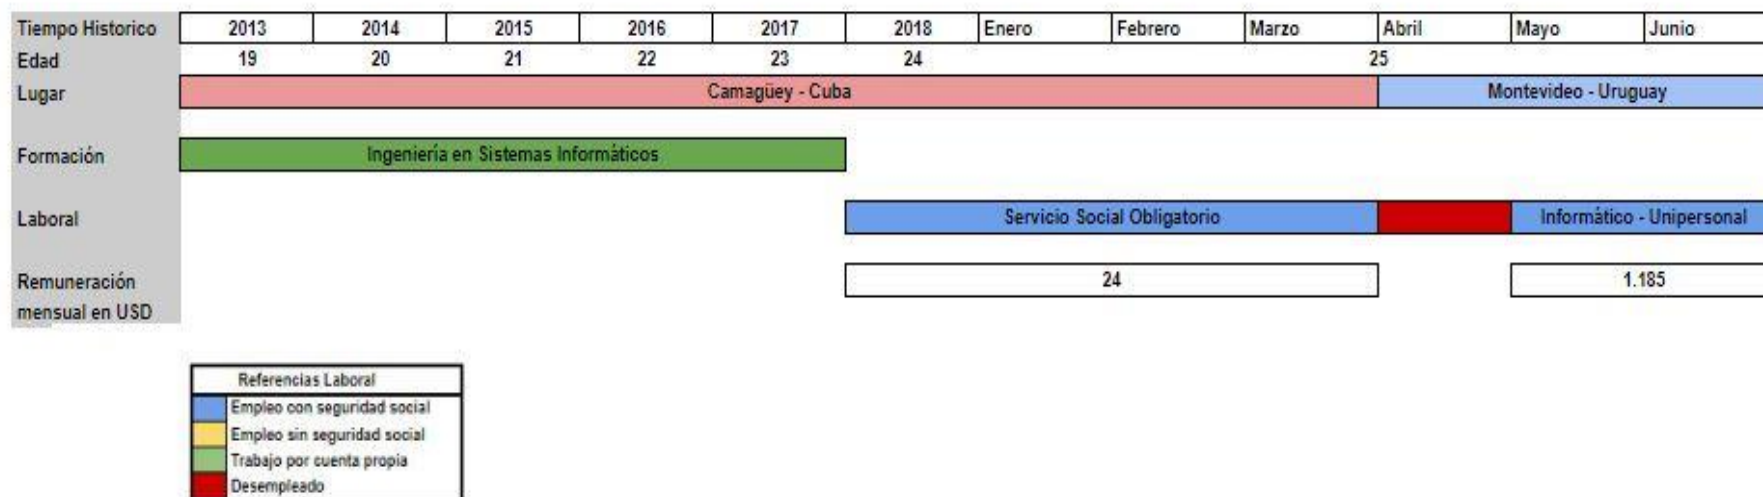 Tiempo Historico 2013 2014 2015 2016 2017 2018 Enero Febrero Marzo Abril Mayo Junio
Edad 19 20 21 22 23 24 25
Lugar Camagüey - Cuba Montevideo - Uruguay
Formación Ingeniería en Sistemas Informáticos
Laboral Servicio Social Obligatorio Informático - Unipersonal
Remuneración 24 1.185
mensual en USD
Referencias Laboral
Empleo con seguridad social
Empleo sin seguridad social
Trabajo por cuenta propia
Desempleado